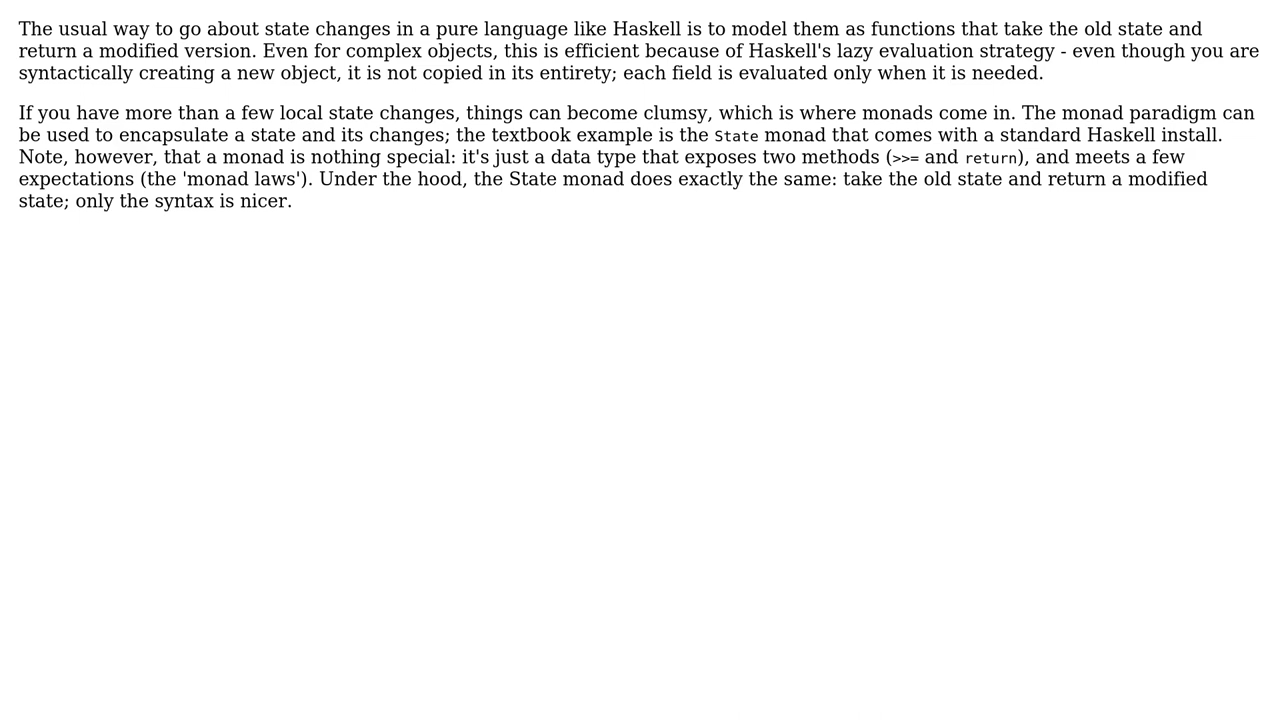 The usual way to go about state changes in a pure language like Haskell is to model them as functions that take the old state and
return a modified version. Even for complex objects, this is efficient because of Haskell's lazy evaluation strategy - even though you are
syntactically creating a new object, it is not copied in its entirety; each field is evaluated only when it is needed.
If you have more than a few local state changes, things can become clumsy, which is where monads come in. The monad paradigm can
be used to encapsulate a state and its changes; the textbook example is the State monad that comes with a standard Haskell install.
Note, however, that a monad is nothing special: it's just a data type that exposes two methods (>>= and return), and meets a few
expectations (the 'monad laws'). Under the hood, the State monad does exactly the same: take the old state and return a modified
state; only the syntax is nicer.